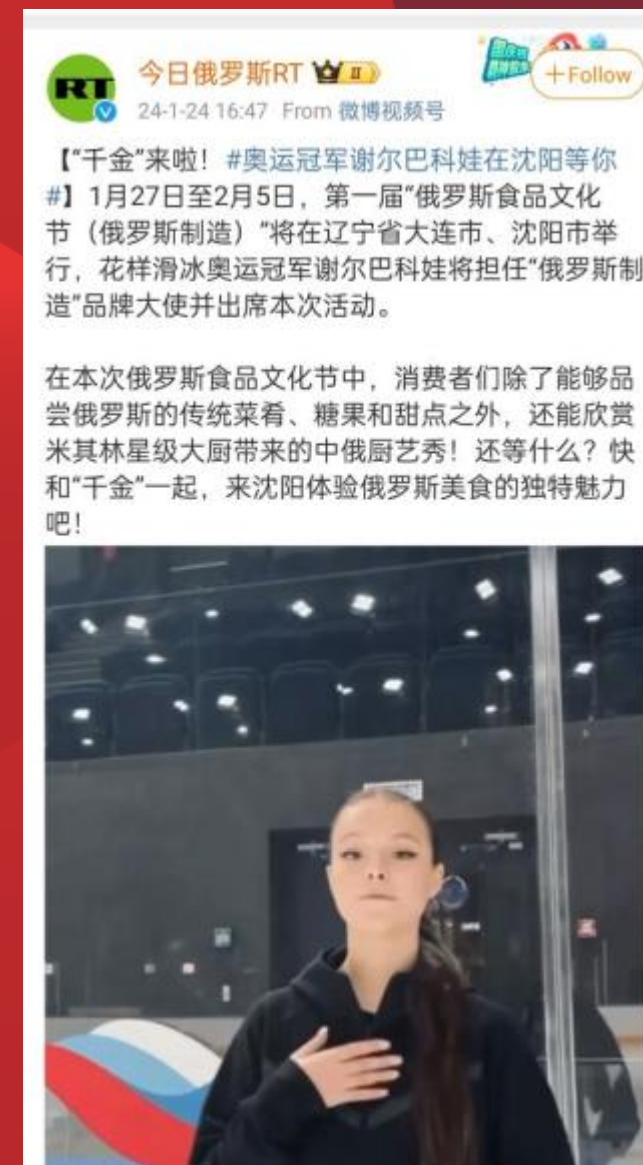 RT
今日俄罗斯RT II
+Follow
24-1-24 16:47 From 微博视频号
【“千金”来啦！#奥运冠军谢尔巴科娃在沈阳等你
#】1月27日至2月5日，第一届“俄罗斯食品文化
节（俄罗斯制造）”将在辽宁省大连市、沈阳市举
行，花样滑冰奥运冠军谢尔巴科娃将担任“俄罗斯制
造”品牌大使并出席本次活动。
在本次俄罗斯食品文化节中，消费者们除了能够品
尝俄罗斯的传统菜肴、糖果和甜点之外，还能欣赏
米其林星级大厨带来的中俄厨艺秀！还等什么？快
和“千金”一起，来沈阳体验俄罗斯美食的独特魅力
吧！